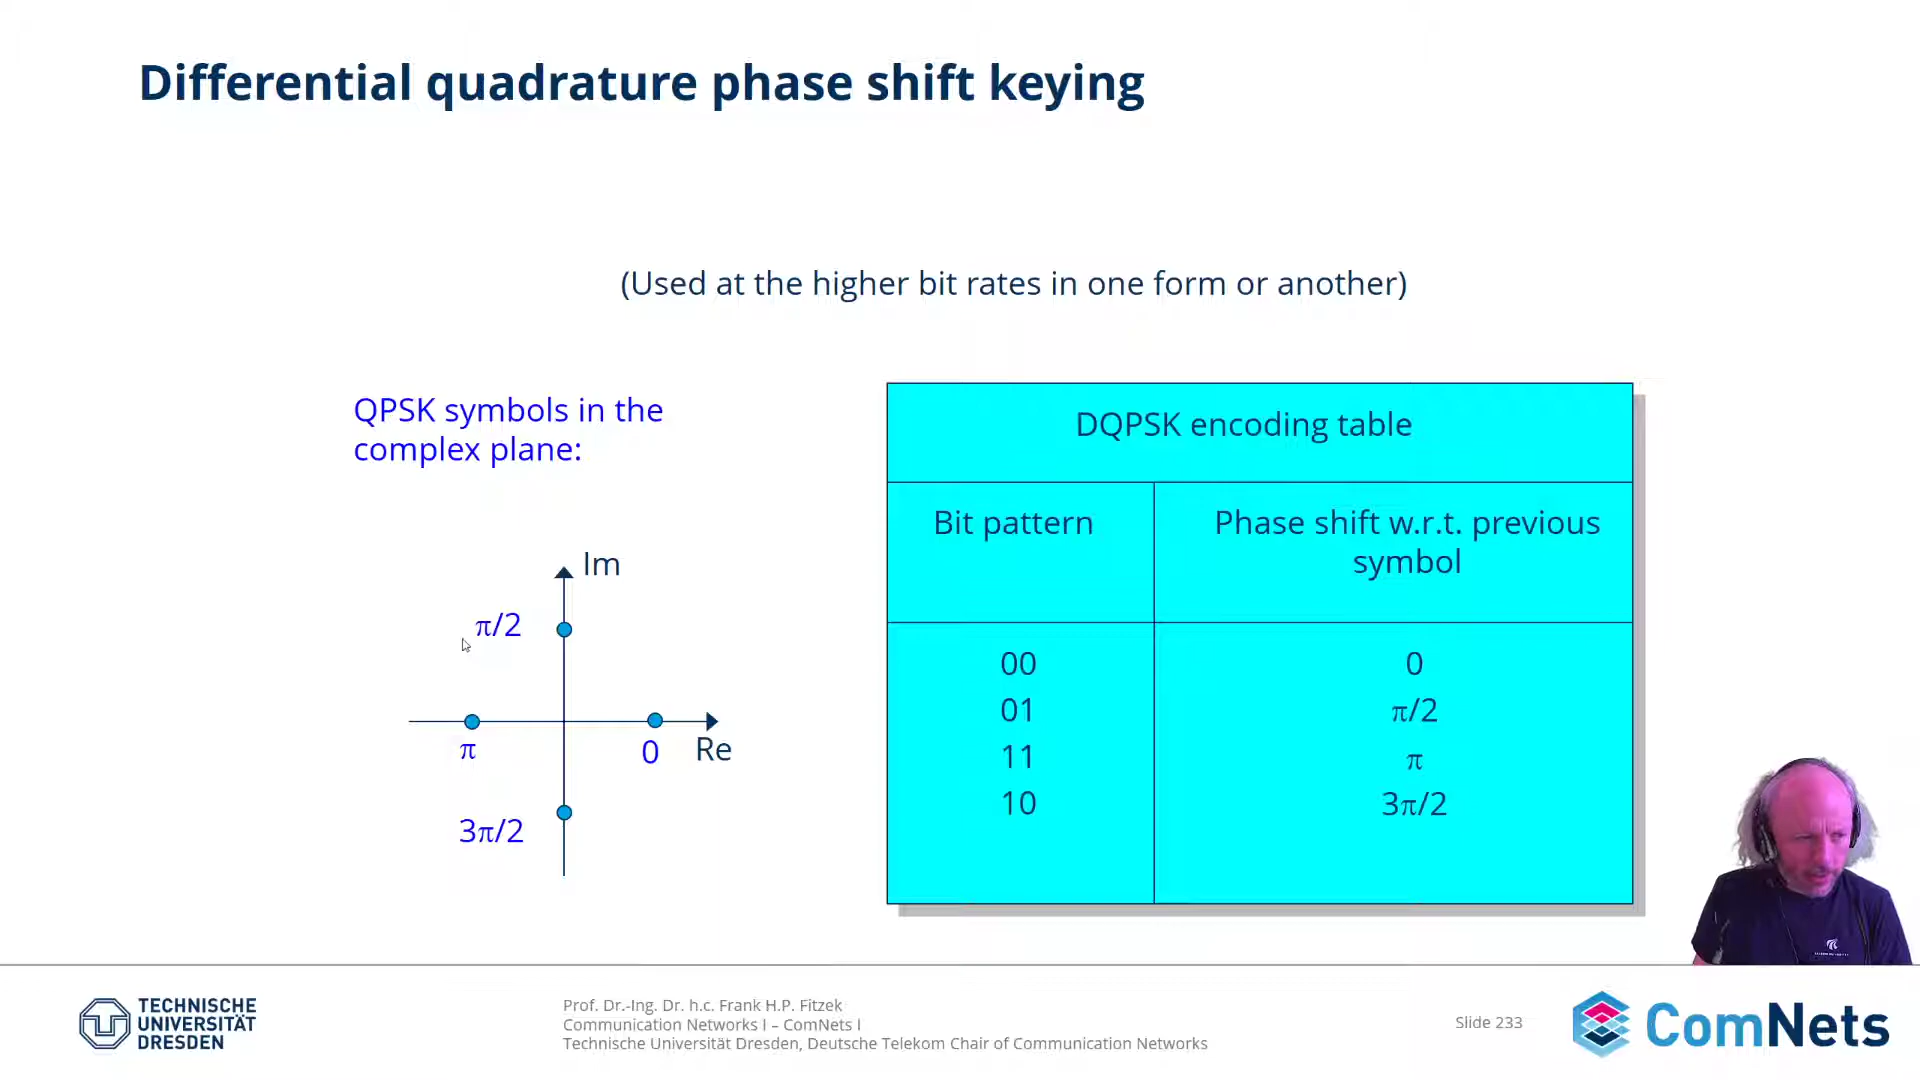 Differential quadrature phase shift keying
(Used at the higher bit rates in one form or another)
QPSK symbols in the
complex plane:
Im
π/2
π
0
Re
3π/2
DQPSK encoding table
Bit pattern
Phase shift w.r.t. previous
symbol
00
0
01
π/2
11
π
10
3π/2
TECHNISCHE
UNIVERSITÄT
DRESDEN
Prof. Dr.-Ing. Dr. h.c. Frank H.P. Fitzek
Communication Networks I – ComNets I
Technische Universität Dresden, Deutsche Telekom Chair of Communication Networks
Slide 233
ComNets